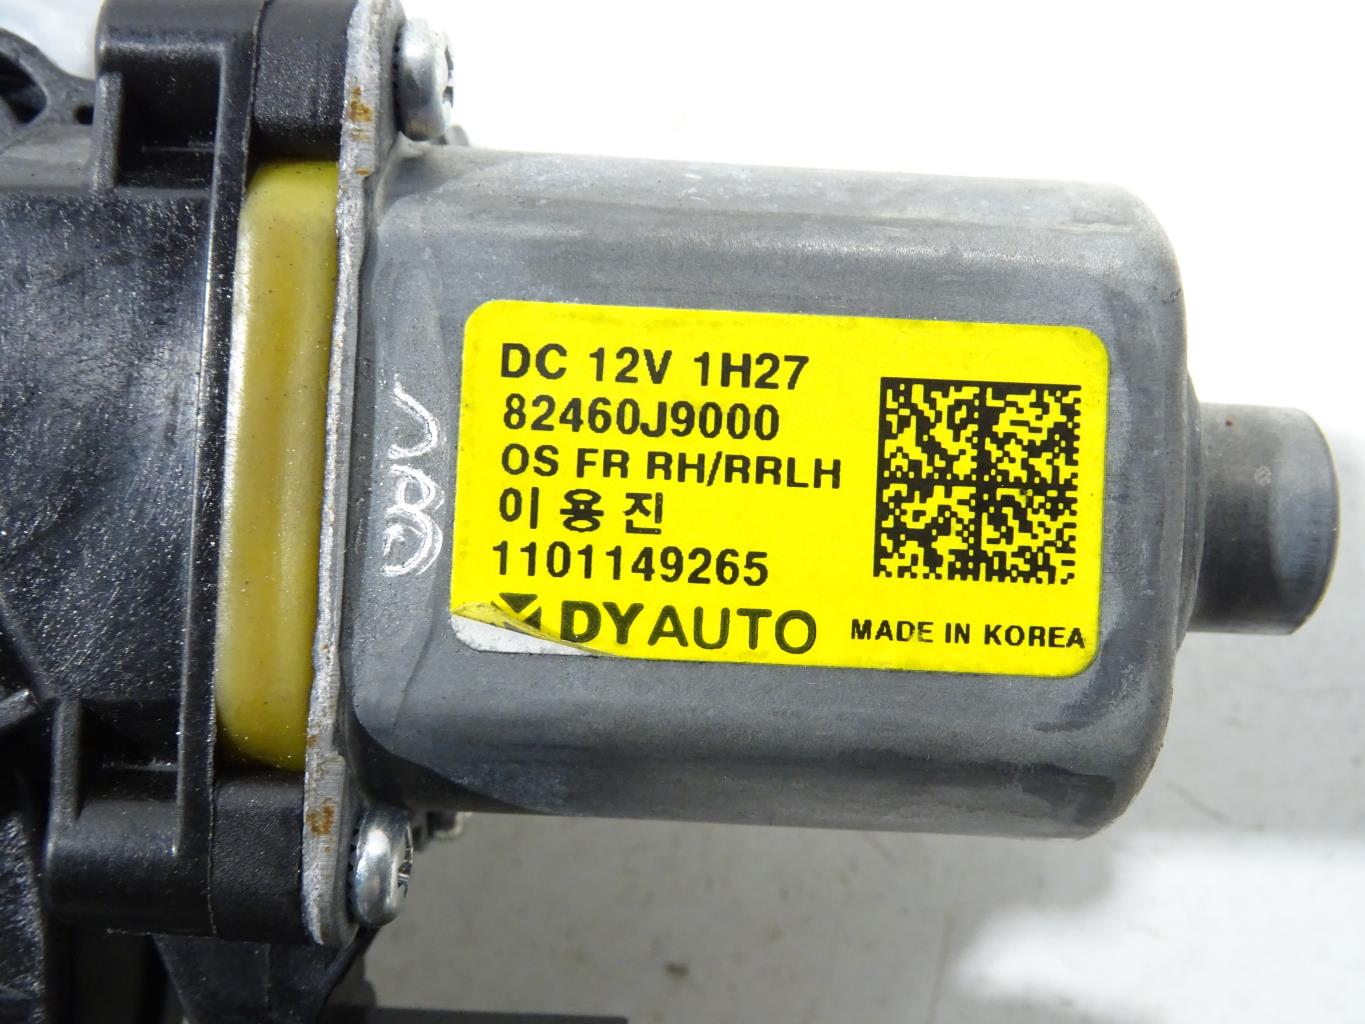 DC 12V 1H27
82460J9000
OS FR RH/RRLH
이용진
1101149265
DYAUTO MADE IN KOREA